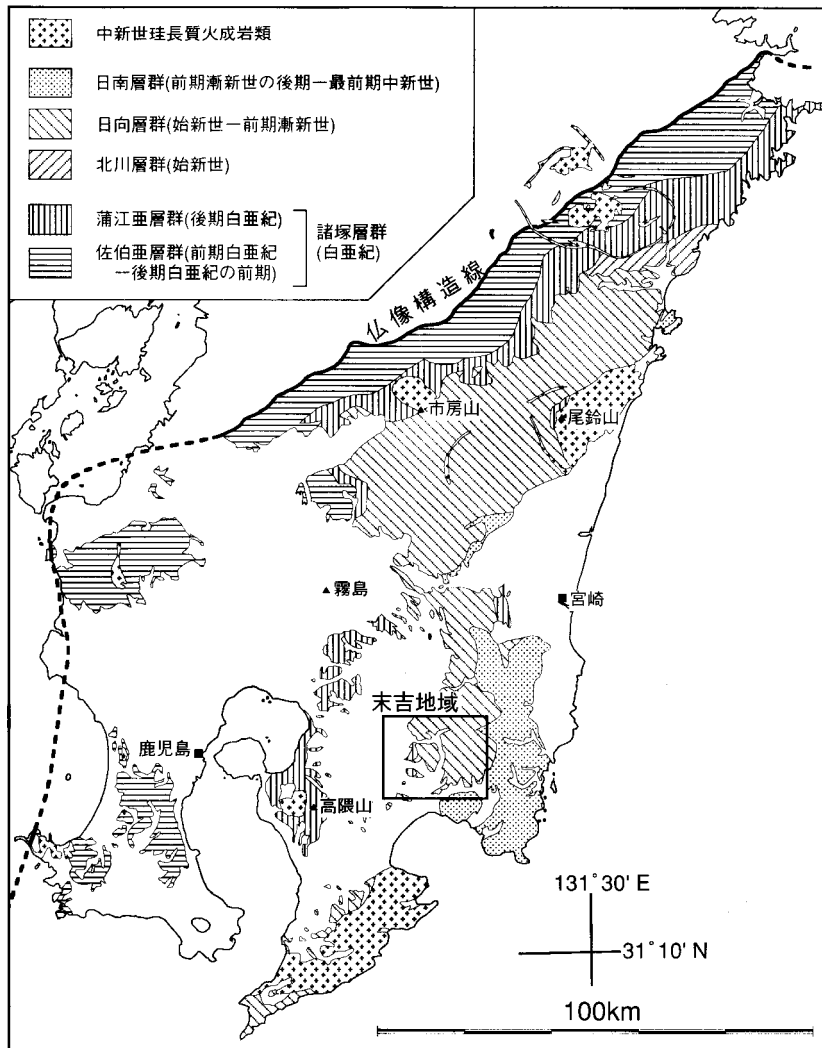 中新世珪長質火成岩類
日南層群(前期漸新世の後期ー最前期中新世)
日向層群(始新世ー前期漸新世)
北川層群(始新世)
蒲江亜層群(後期白亜紀)
佐伯亜層群(前期白亜紀
ー後期白亜紀の前期)
諸塚層群
(白亜紀)
仏像構造線
市房山
尾鈴山
霧島
宮崎
末吉地域
鹿児島
高隈山
131°30' E
31°10' N
100km